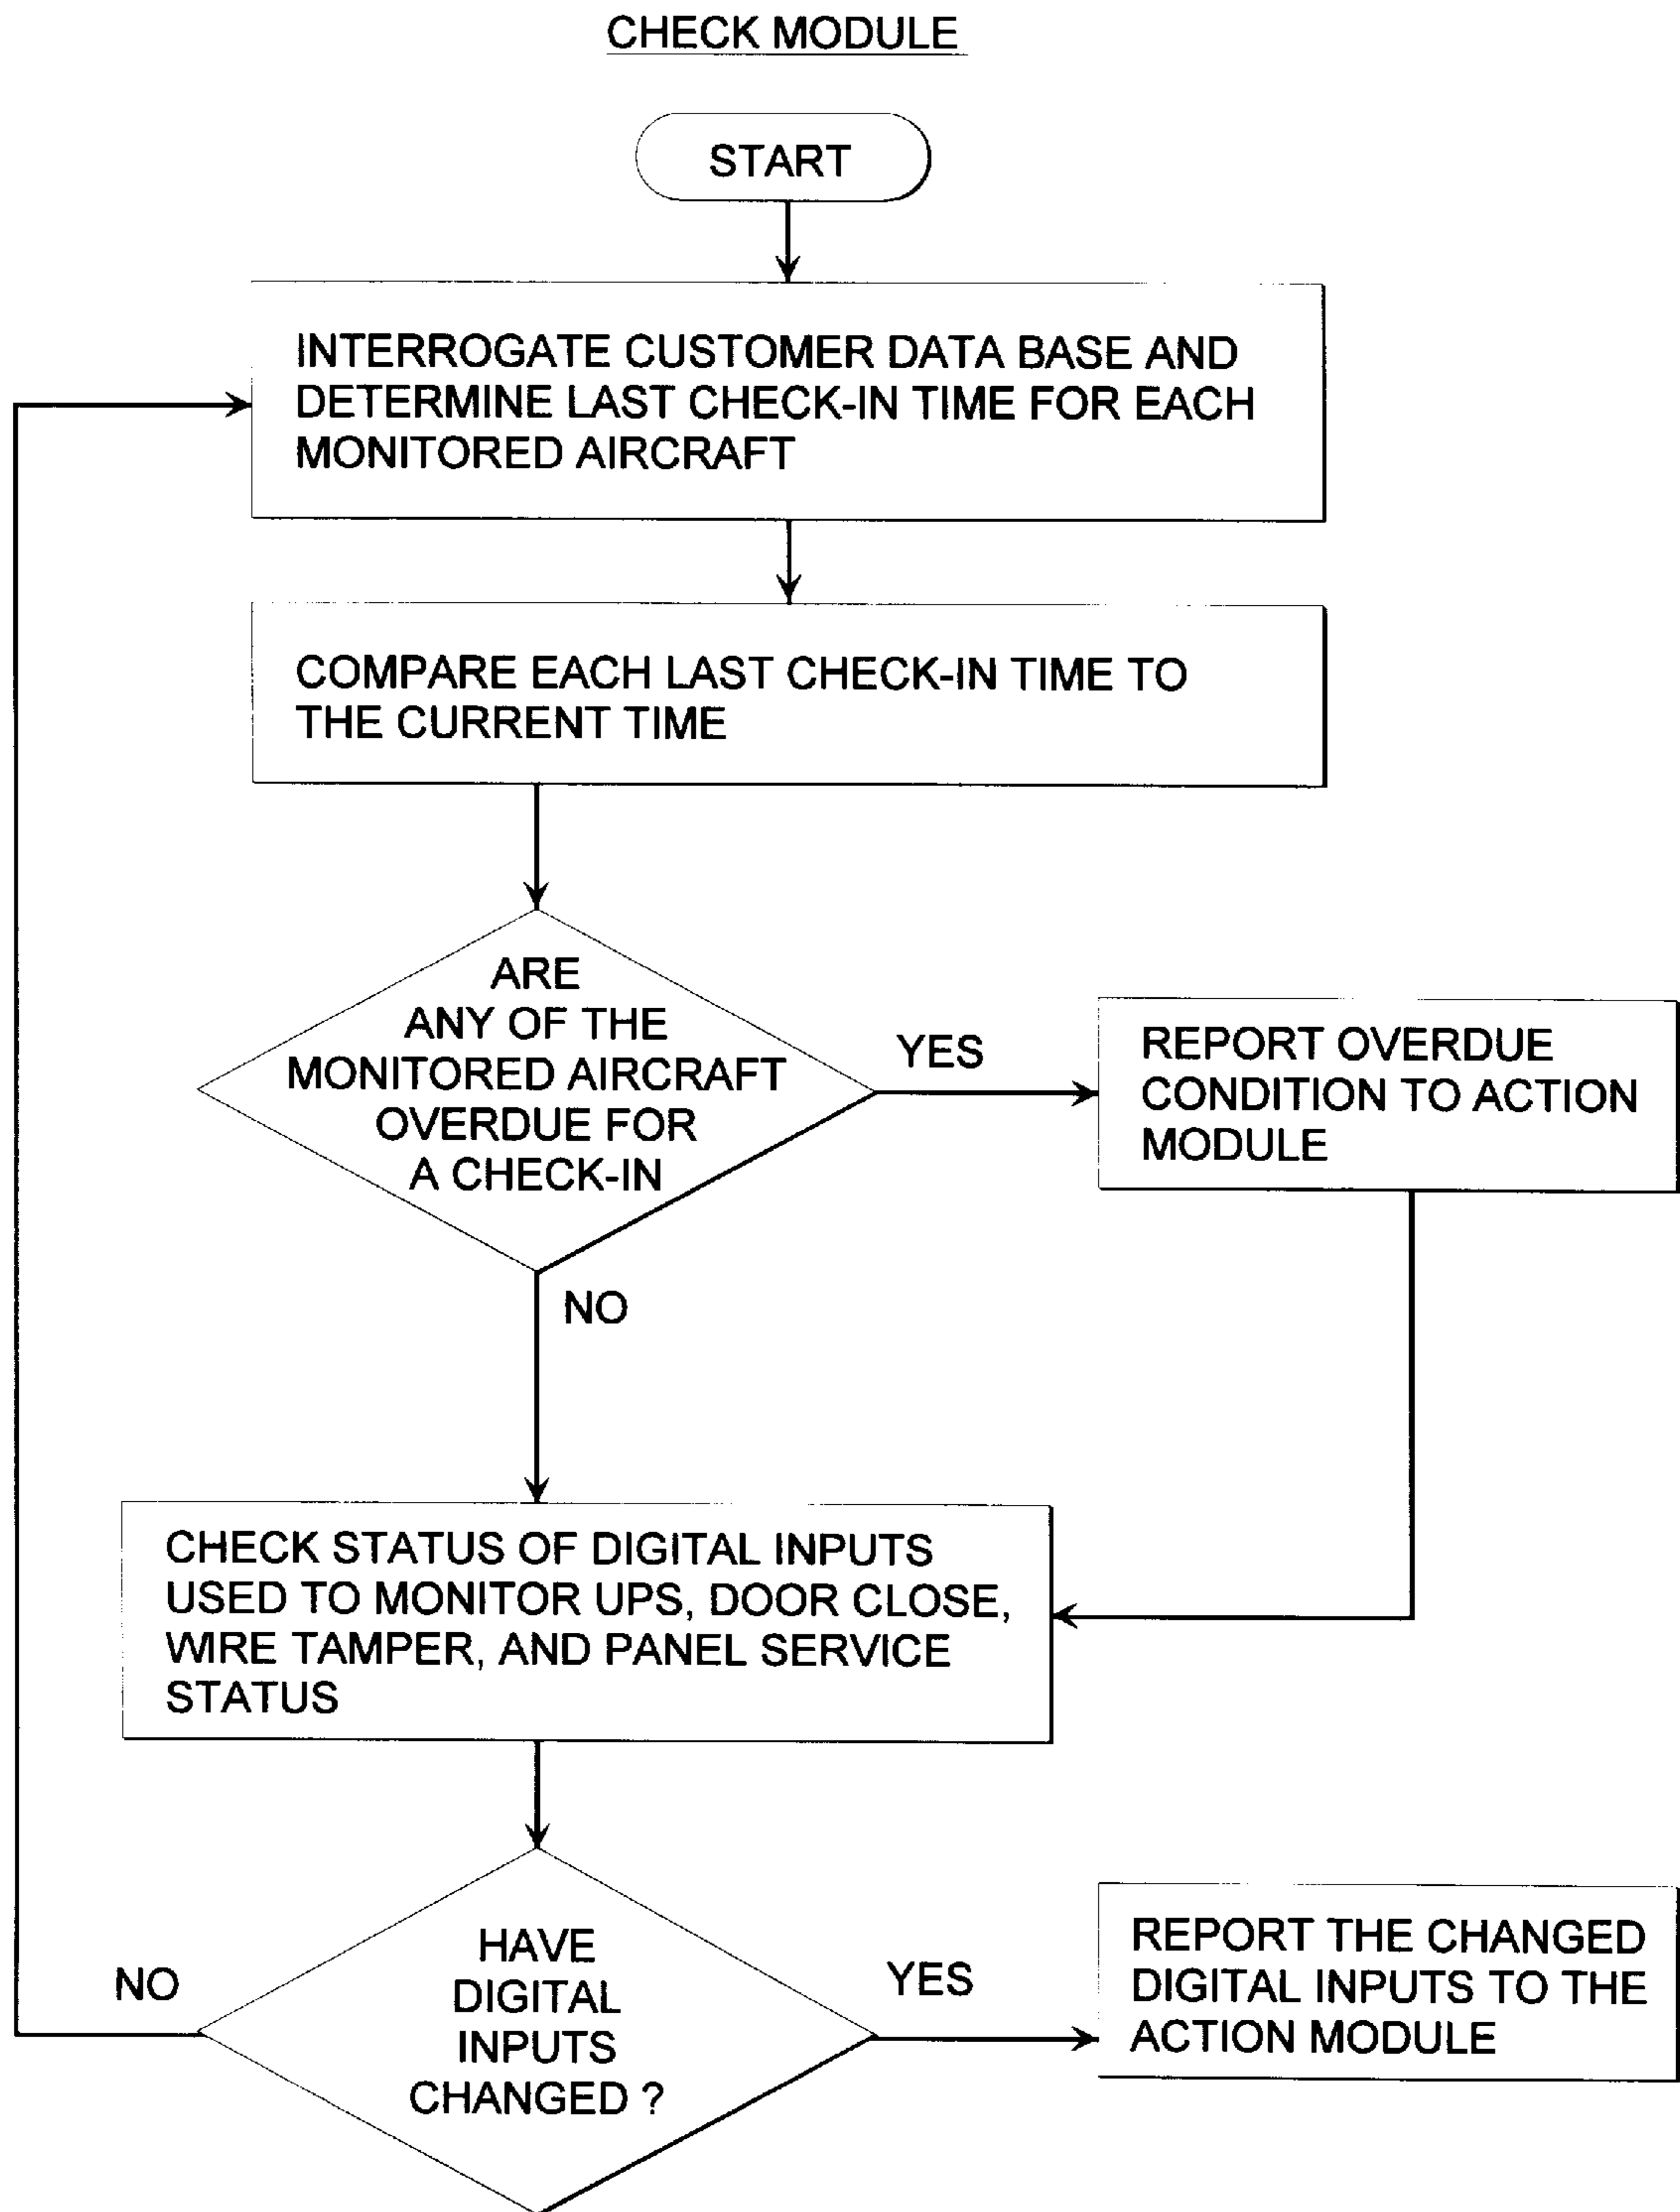 CHECK MODULE
START
INTERROGATE CUSTOMER DATA BASE AND
DETERMINE LAST CHECK-IN TIME FOR EACH
MONITORED AIRCRAFT
COMPARE EACH LAST CHECK-IN TIME TO
THE CURRENT TIME
ARE
ANY OF THE
MONITORED AIRCRAFT
OVERDUE FOR
A CHECK-IN
YES
REPORT OVERDUE
CONDITION TO ACTION
MODULE
NO
CHECK STATUS OF DIGITAL INPUTS
USED TO MONITOR UPS, DOOR CLOSE,
WIRE TAMPER, AND PANEL SERVICE
STATUS
HAVE
DIGITAL
INPUTS
CHANGED ?
NO
YES
REPORT THE CHANGED
DIGITAL INPUTS TO THE
ACTION MODULE